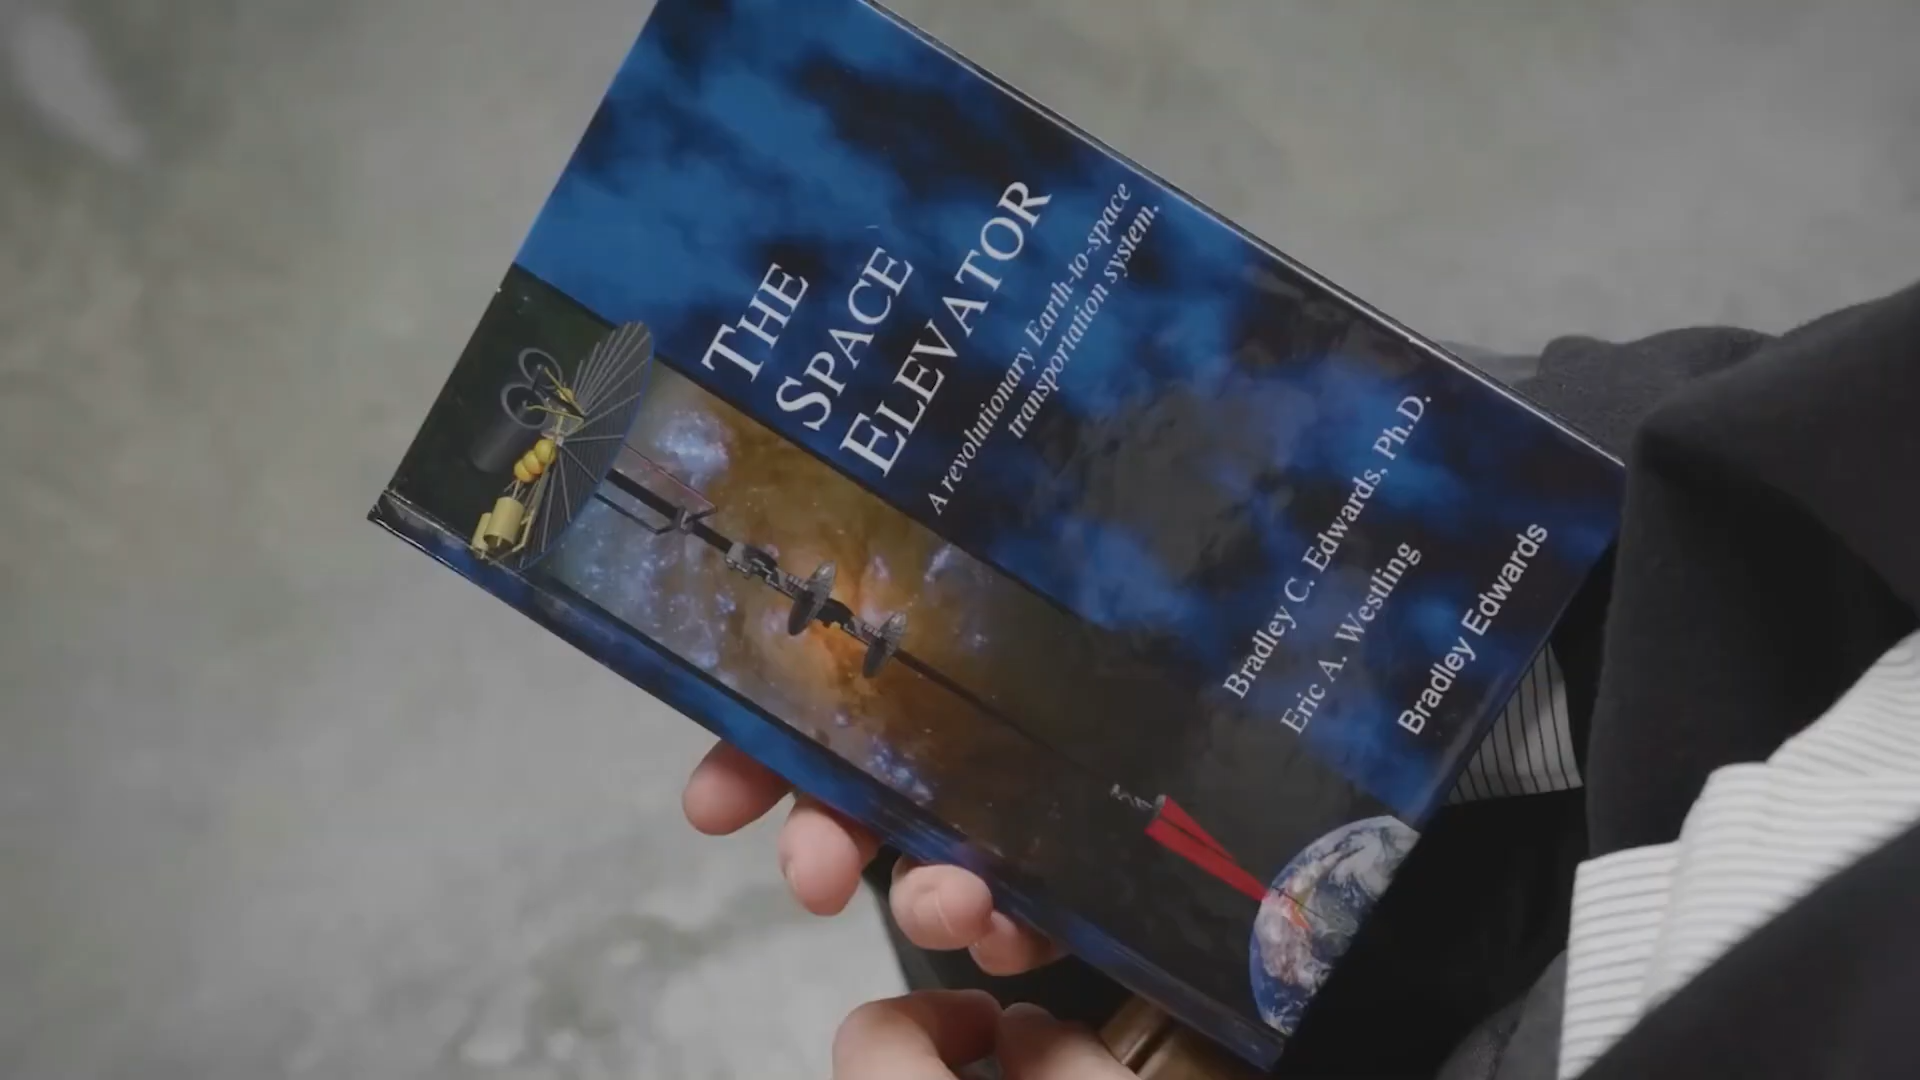 THE
SPACE
ELEVATOR
A revolutionary Earth-to-space
transportation system.
Bradley C. Edwards, Ph.D.
Eric A. Westling
Bradley Edwards